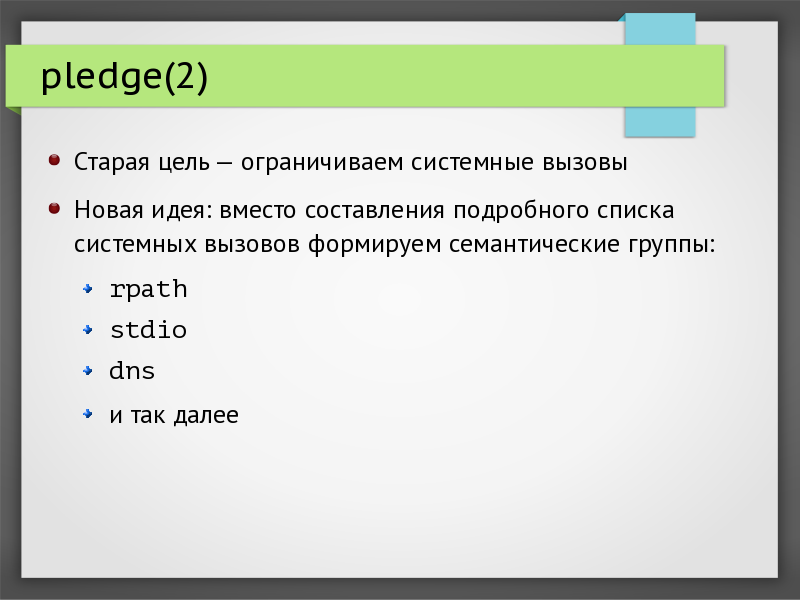 pledge(2)
Старая цель — ограничиваем системные вызовы
Новая идея: вместо составления подробного списка
системных вызовов формируем семантические группы:
rpath
stdio
dns
и так далее